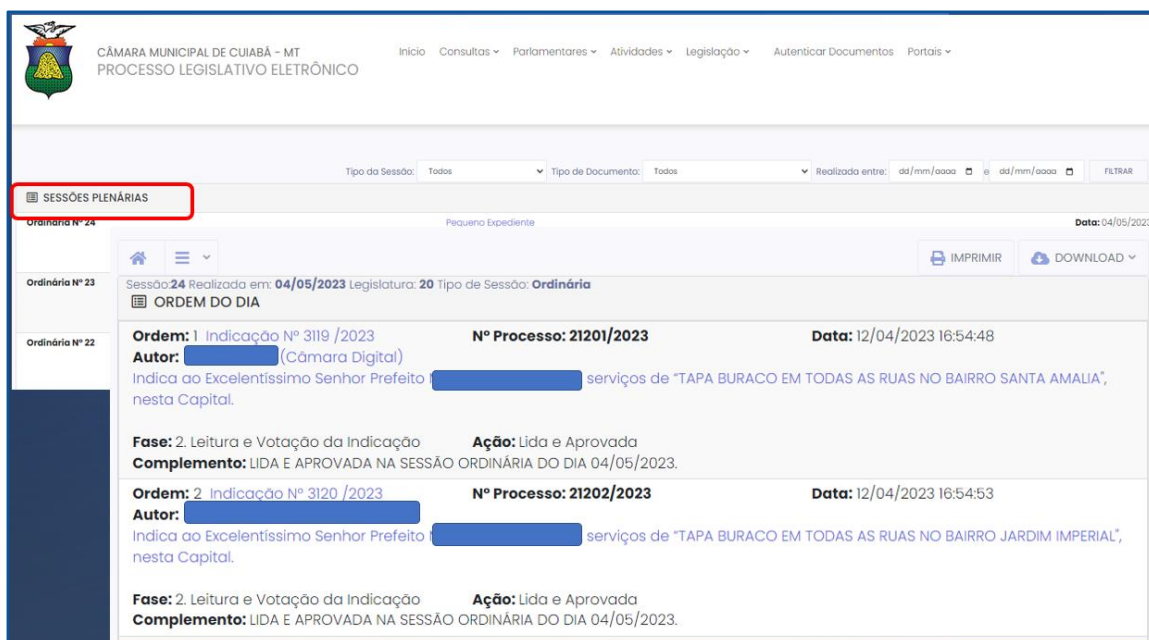 CÂMARA MUNICIPAL DE CUIABÁ - MT
PROCESSO LEGISLATIVO ELETRÔNICO
Início Consultas Parlamentares Atividades Legislação Autenticar Documentos Portais
Tipo da Sessão: Todos Tipo de Documento: Todos Realizada entre: dd/mm/aaaa e dd/mm/aaaa FILTRAR
SESSÕES PLENÁRIAS
Ordinária Nº 24 Pequeno Expediente Data: 04/05/2023
IMPRIMIR DOWNLOAD
Ordinária Nº 23
Sessão:24 Realizada em: 04/05/2023 Legislatura: 20 Tipo de Sessão: Ordinária
ORDEM DO DIA
Ordinária Nº 22
Ordem: 1 Indicação Nº 3119 /2023 Nº Processo: 21201/2023 Data: 12/04/2023 16:54:48
Autor: (Câmara Digital)
Indica ao Excelentíssimo Senhor Prefeito serviços de “TAPA BURACO EM TODAS AS RUAS NO BAIRRO SANTA AMALIA",
nesta Capital.
Fase: 2. Leitura e Votação da Indicação Ação: Lida e Aprovada
Complemento: LIDA E APROVADA NA SESSÃO ORDINÁRIA DO DIA 04/05/2023.
Ordem: 2 Indicação Nº 3120 /2023 Nº Processo: 21202/2023 Data: 12/04/2023 16:54:53
Autor:
Indica ao Excelentíssimo Senhor Prefeito serviços de “TAPA BURACO EM TODAS AS RUAS NO BAIRRO JARDIM IMPERIAL",
nesta Capital.
Fase: 2. Leitura e Votação da Indicação Ação: Lida e Aprovada
Complemento: LIDA E APROVADA NA SESSÃO ORDINÁRIA DO DIA 04/05/2023.